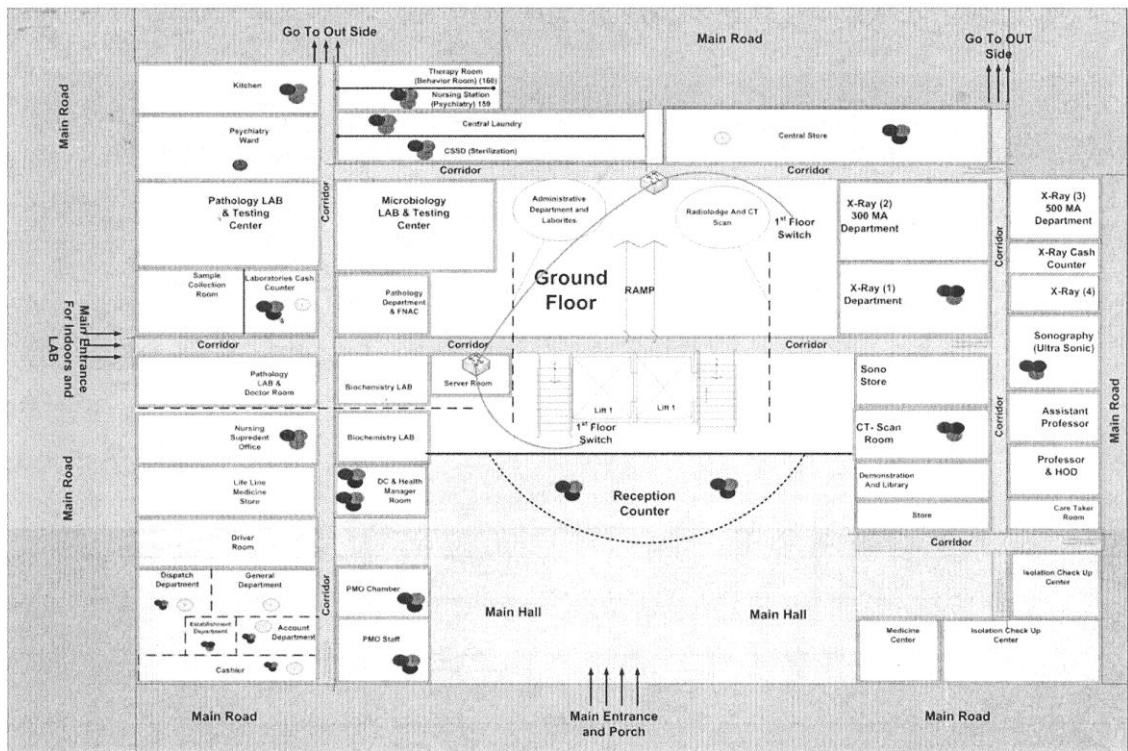 Go To Out Side
Main Road
Go To OUT
Side
Main Road
Kitchen
Therapy Room
(Behavior Room) (160)
Nursing Station
(Psychiatry) 159
Psychiatry
Ward
Central Laundry
CSSD (Sterilization)
Central Store
Corridor
Corridor
Corridor
Pathology LAB
& Testing
Center
Microbiology
LAB & Testing
Center
Administrative
Department and
Laborites
Radiolodge And CT
Scan
1st Floor
Switch
X-Ray (2)
300 MA
Department
Corridor
X-Ray (3)
500 MA
Department
X-Ray Cash
Counter
Sample
Collection
Room
Laboratories Cash
Counter
Pathology
Department
& FNAC
Ground
Floor
RAMP
X-Ray (1)
Department
X-Ray (4)
Main Entrance
For Indoors and
LAB
Corridor
Corridor
Corridor
Sonography
(Ultra Sonic)
Pathology
LAB &
Doctor Room
Biochemistry LAB
Server Room
Lift 1
Lift 1
Sono
Store
Corridor
Assistant
Professor
Main Road
Nursing
Supredent
Office
Biochemistry LAB
1st Floor
Switch
CT- Scan
Room
Professor
& HOD
Main Road
Life Line
Medicine
Store
DC & Health
Manager
Room
Reception
Counter
Demonstration
And Library
Store
Care Taker
Room
Driver
Room
Corridor
Dispatch
Department
General
Department
Corridor
PMO Chamber
Main Hall
Main Hall
Isolation Check Up
Center
Establishment
Department
Account
Department
PMO Staff
Medicine
Center
Isolation Check Up
Center
Cashier
Main Road
Main Entrance
and Porch
Main Road